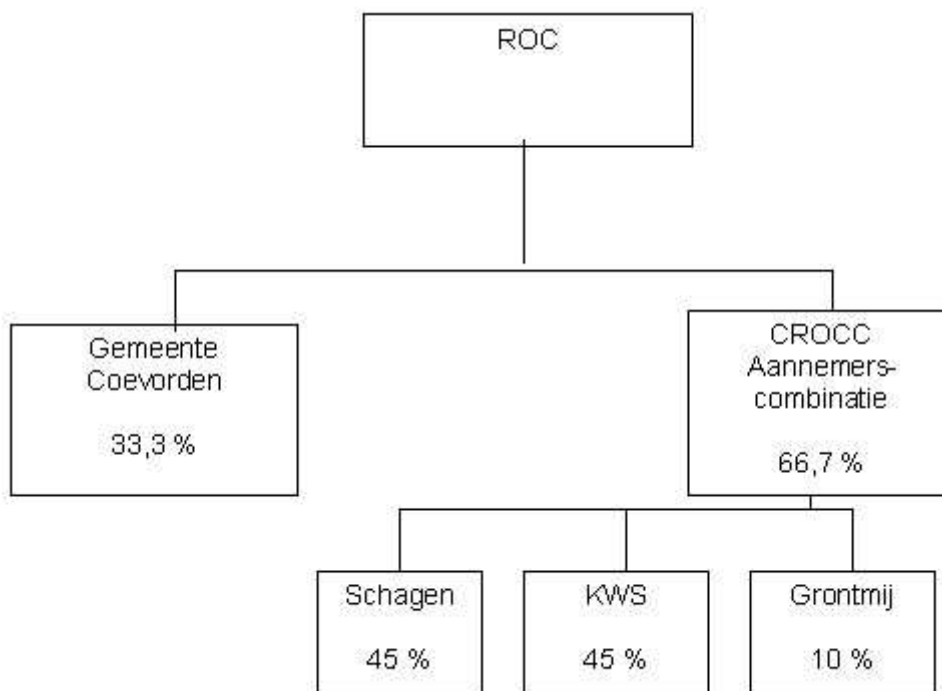 ROC
Gemeente
Coevorden
33,3 %
CROCC
Aannemers-
combinatie
66,7 %
Schagen
45 %
KWS
45 %
Grontmij
10 %